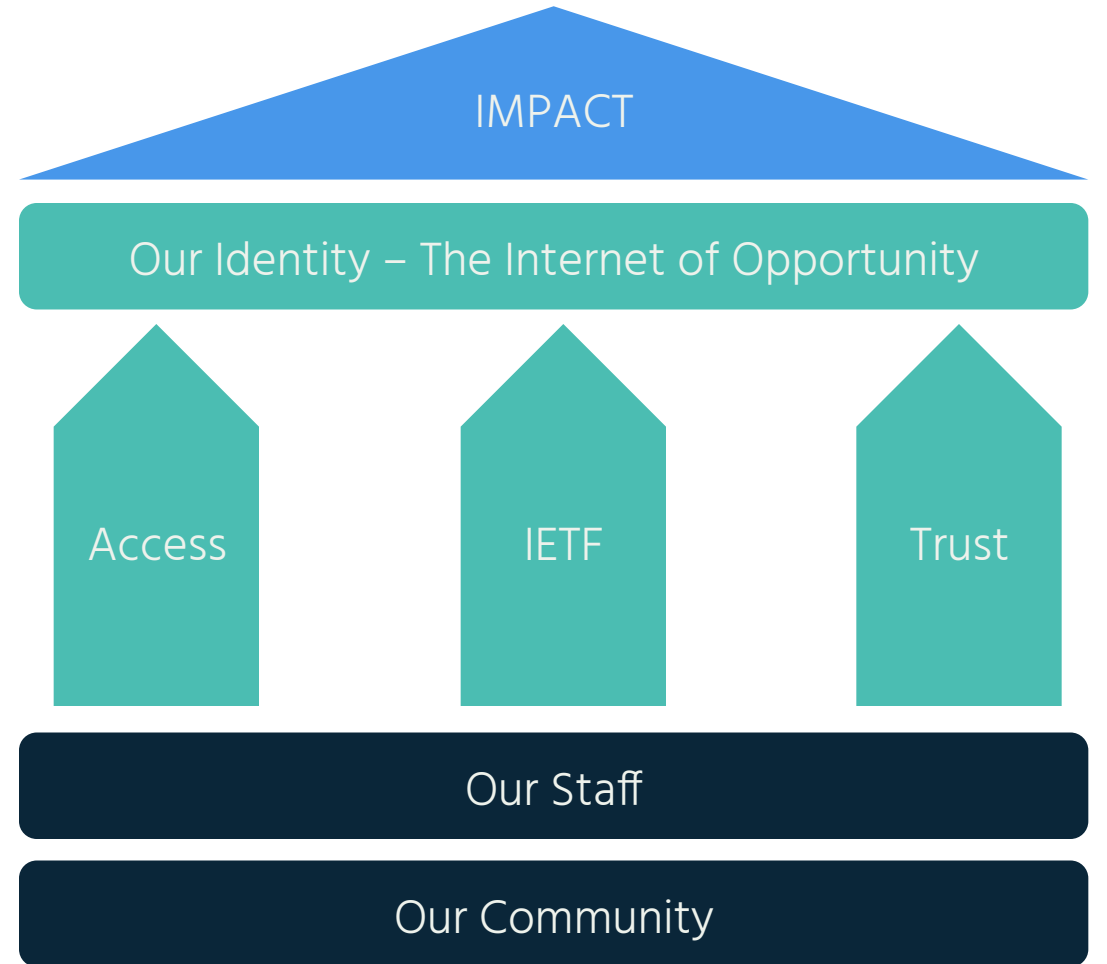 IMPACT
Our Identity – The Internet of Opportunity
Access
IETF
Trust
Our Staff
Our Community